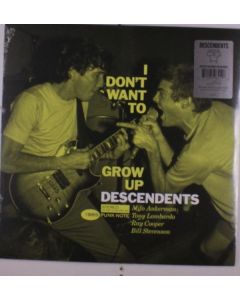 I
DON'T
WANT
TO
GROW
UP
DESCENDENTS
PUNK NOTE
Milo Aukerman
Tony Lombardo
Ray Cooper
Bill Stevenson
DESCENDENTS